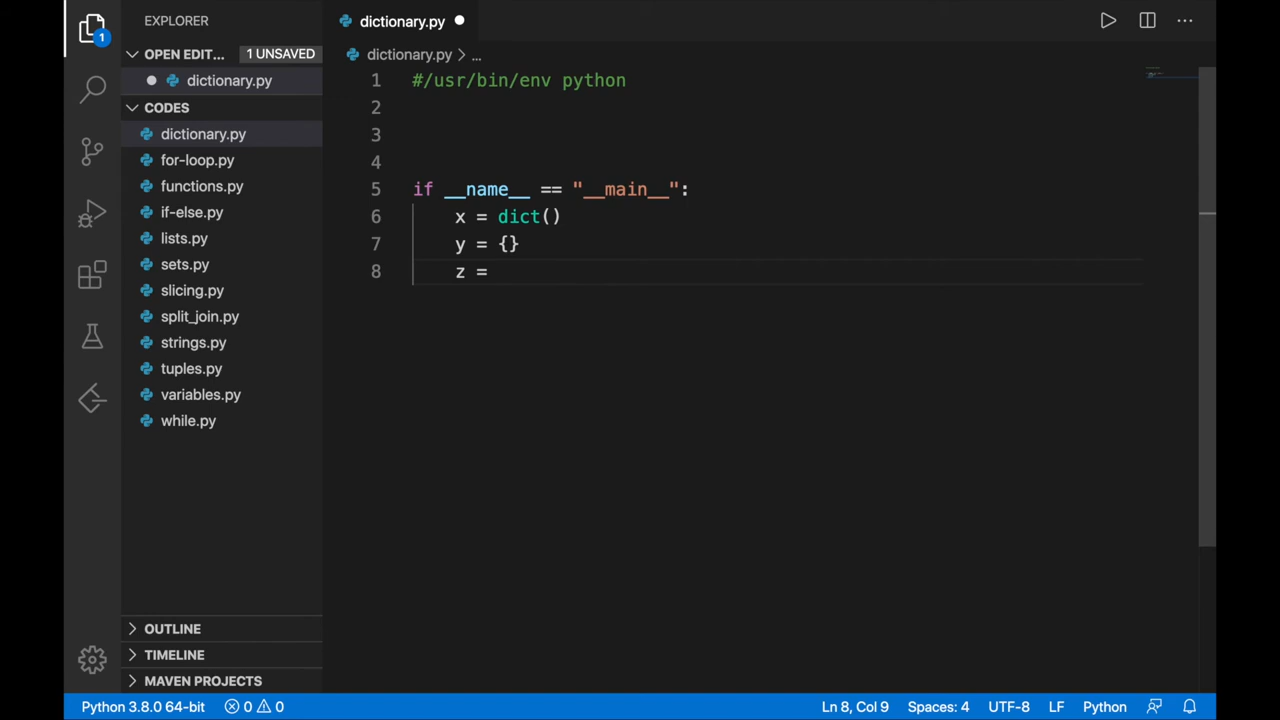 EXPLORER
dictionary.py
1
OPEN EDIT... 1 UNSAVED
dictionary.py
CODES
dictionary.py
for-loop.py
functions.py
if-else.py
lists.py
sets.py
slicing.py
split_join.py
strings.py
tuples.py
variables.py
while.py
OUTLINE
TIMELINE
MAVEN PROJECTS
dictionary.py > ...
1 #/usr/bin/env python
2
3
4
5 if __name__ == "__main__":
6 x = dict()
7 y = {}
8 z =
Python 3.8.0 64-bit 0 0 Ln 8, Col 9 Spaces: 4 UTF-8 LF Python